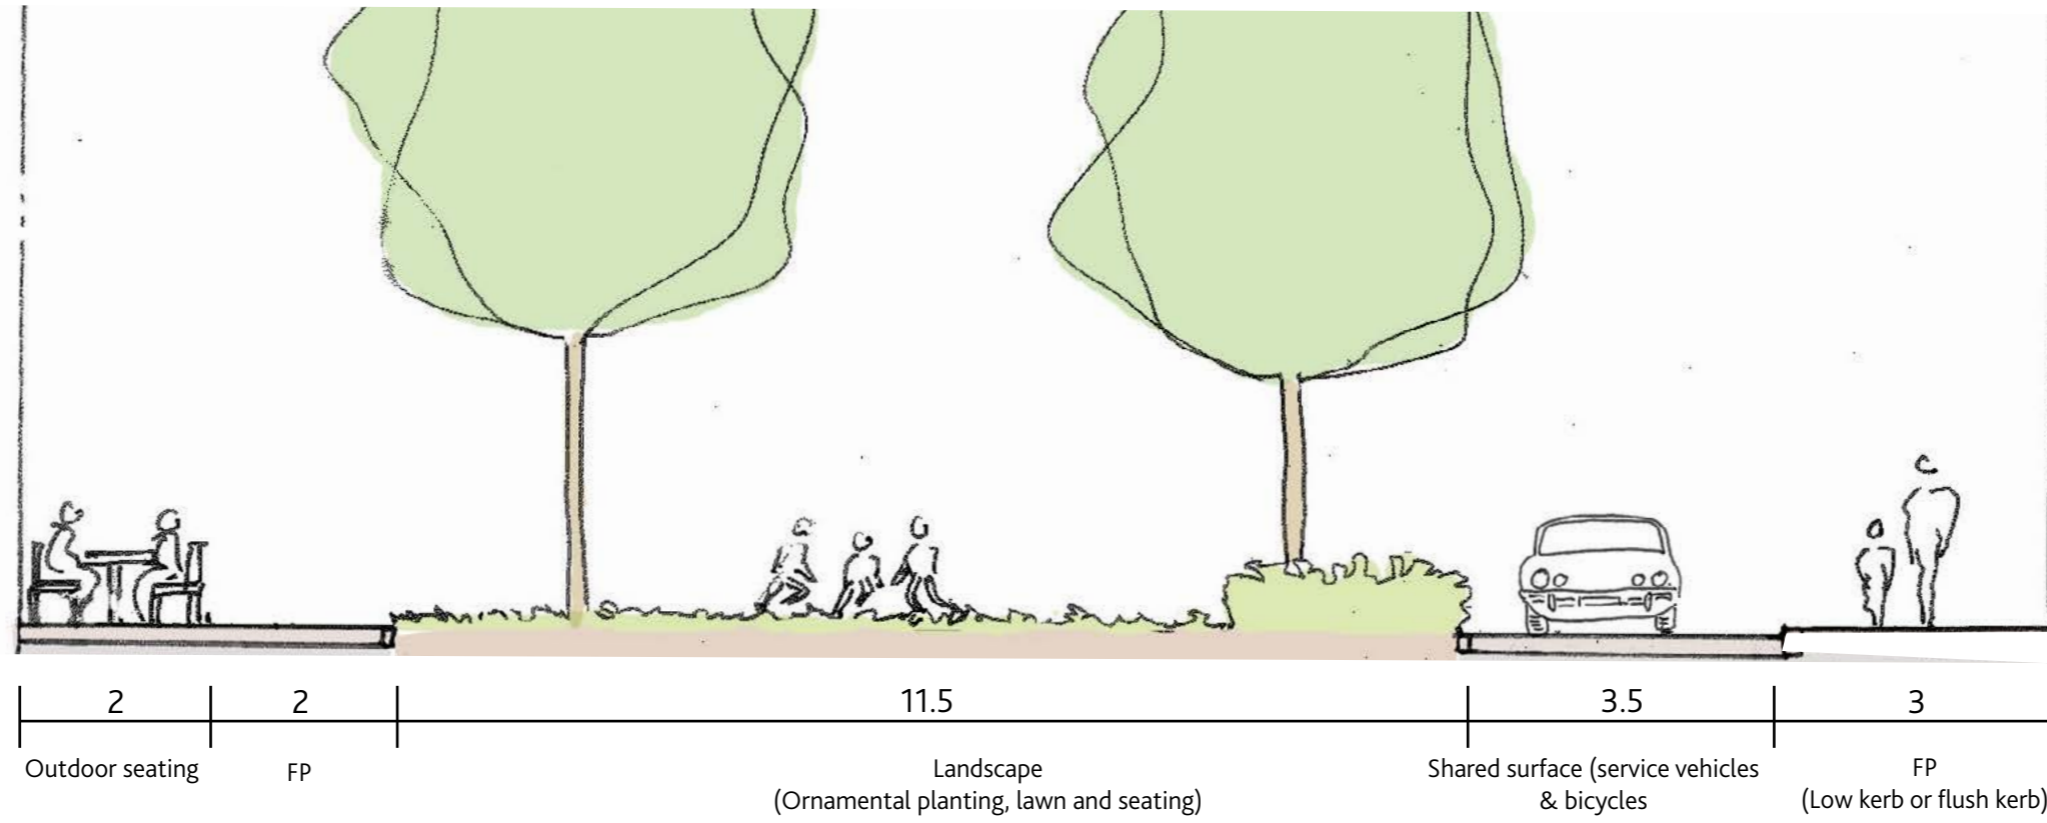 2
2
11.5
3.5
3
Outdoor seating
FP
Landscape
(Ornamental planting, lawn and seating)
Shared surface (service vehicles
& bicycles
FP
(Low kerb or flush kerb)